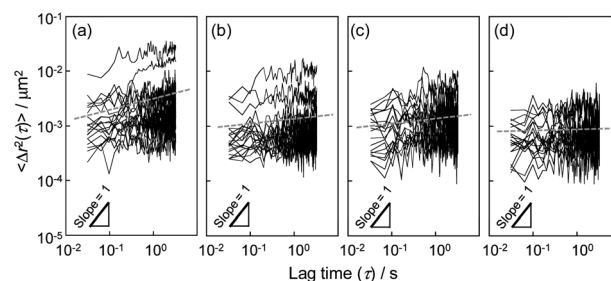 (a) (b) (c) (d)
<Δr²(τ)> / μm²
10⁻¹
10⁻²
10⁻³
10⁻⁴
10⁻⁵
Slope = 1 Slope = 1 Slope = 1 Slope = 1
10⁻² 10⁻¹ 10⁰ 10⁻² 10⁻¹ 10⁰ 10⁻² 10⁻¹ 10⁰ 10⁻² 10⁻¹ 10⁰
Lag time (τ) / s